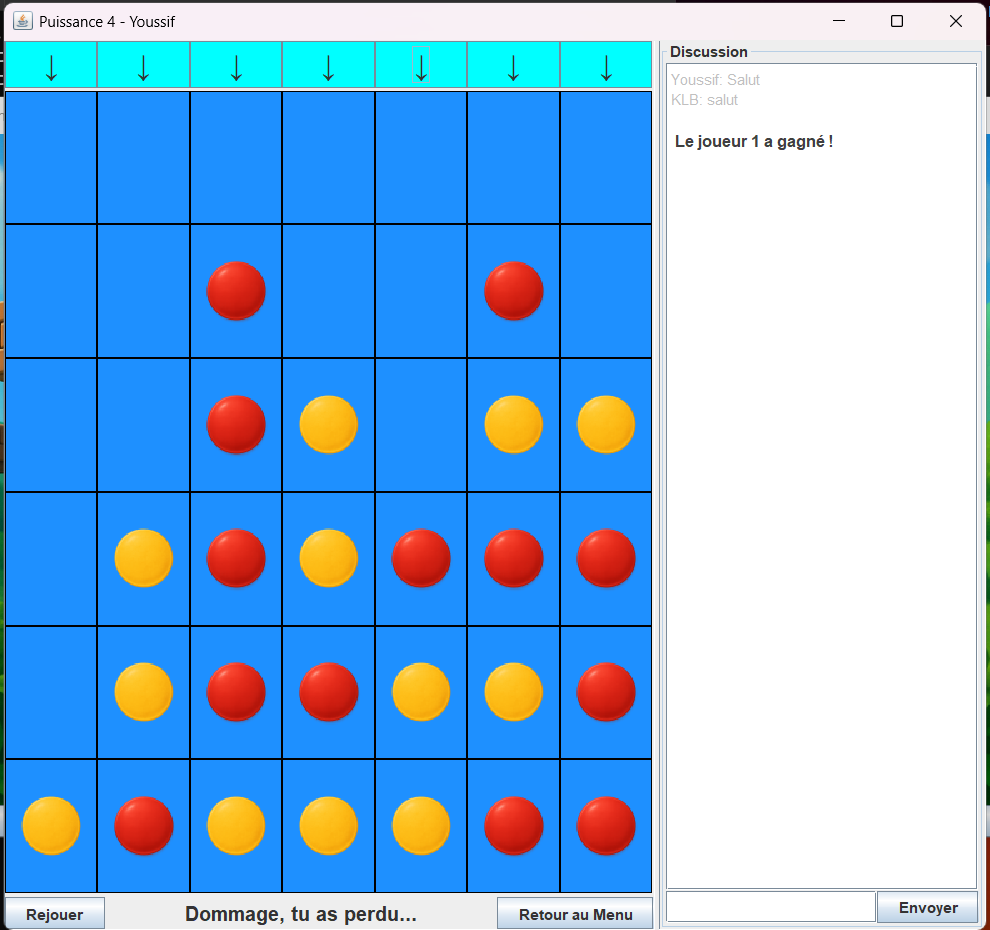 Puissance 4 - Youssif
↓ ↓ ↓ ↓ ↓ ↓ ↓
Discussion
Youssif: Salut
KLB: salut
Le joueur 1 a gagné !
Rejouer
Dommage, tu as perdu...
Retour au Menu
Envoyer